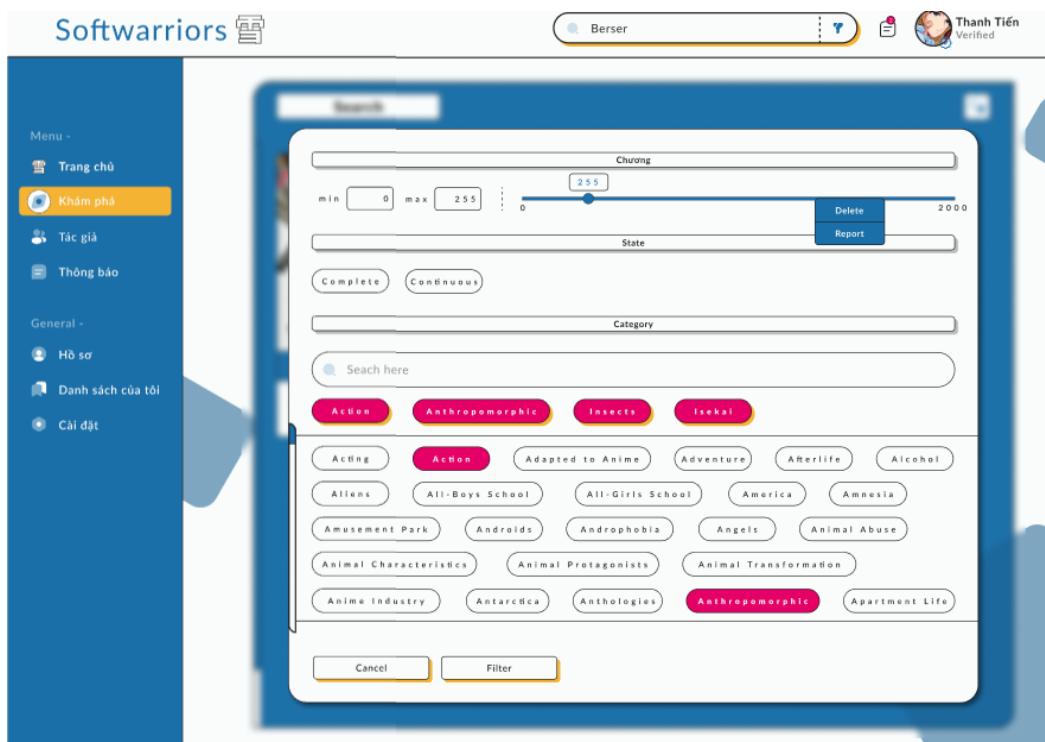 Softwarriors
Berser
Thanh Tiến
Verified
Search
Menu -
Trang chủ
Khám phá
Tác giả
Thông báo
General -
Hồ sơ
Danh sách của tôi
Cài đặt
Chương
min 0 max 255
255
0 2000
Delete
Report
State
Complete Continuous
Category
Seach here
Action Anthropomorphic Insects Isekai
Acting Action Adapted to Anime Adventure Afterlife Alcohol
Aliens All-Boys School All-Girls School America Amnesia
Amusement Park Androids Androphobia Angels Animal Abuse
Animal Characteristics Animal Protagonists Animal Transformation
Anime Industry Antarctica Anthologies Anthropomorphic Apartment Life
Cancel Filter